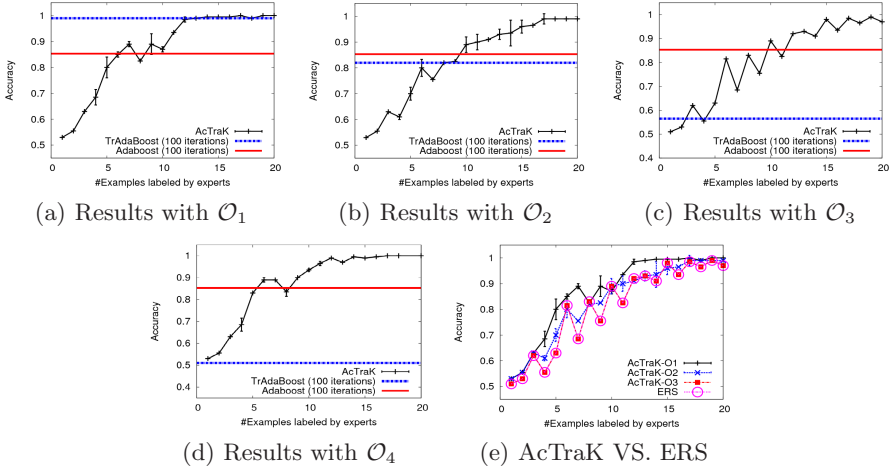 Accuracy
1
0.9
0.8
0.7
0.6
0.5
AcTraK
TrAdaBoost (100 iterations)
Adaboost (100 iterations)
0 5 10 15 20
#Examples labeled by experts
(a) Results with O1
Accuracy
1
0.9
0.8
0.7
0.6
0.5
AcTraK
TrAdaBoost (100 iterations)
Adaboost (100 iterations)
0 5 10 15 20
#Examples labeled by experts
(b) Results with O2
Accuracy
1
0.9
0.8
0.7
0.6
0.5
0.4
AcTraK
TrAdaBoost (100 iterations)
Adaboost (100 iterations)
0 5 10 15 20
#Examples labeled by experts
(c) Results with O3
Accuracy
1
0.9
0.8
0.7
0.6
0.5
0.4
AcTraK
TrAdaBoost (100 iterations)
Adaboost (100 iterations)
0 5 10 15 20
#Examples labeled by experts
(d) Results with O4
Accuracy
1
0.9
0.8
0.7
0.6
0.5
AcTraK-O1
AcTraK-O2
AcTraK-O3
ERS
0 5 10 15 20
#Examples labeled by experts
(e) AcTraK VS. ERS